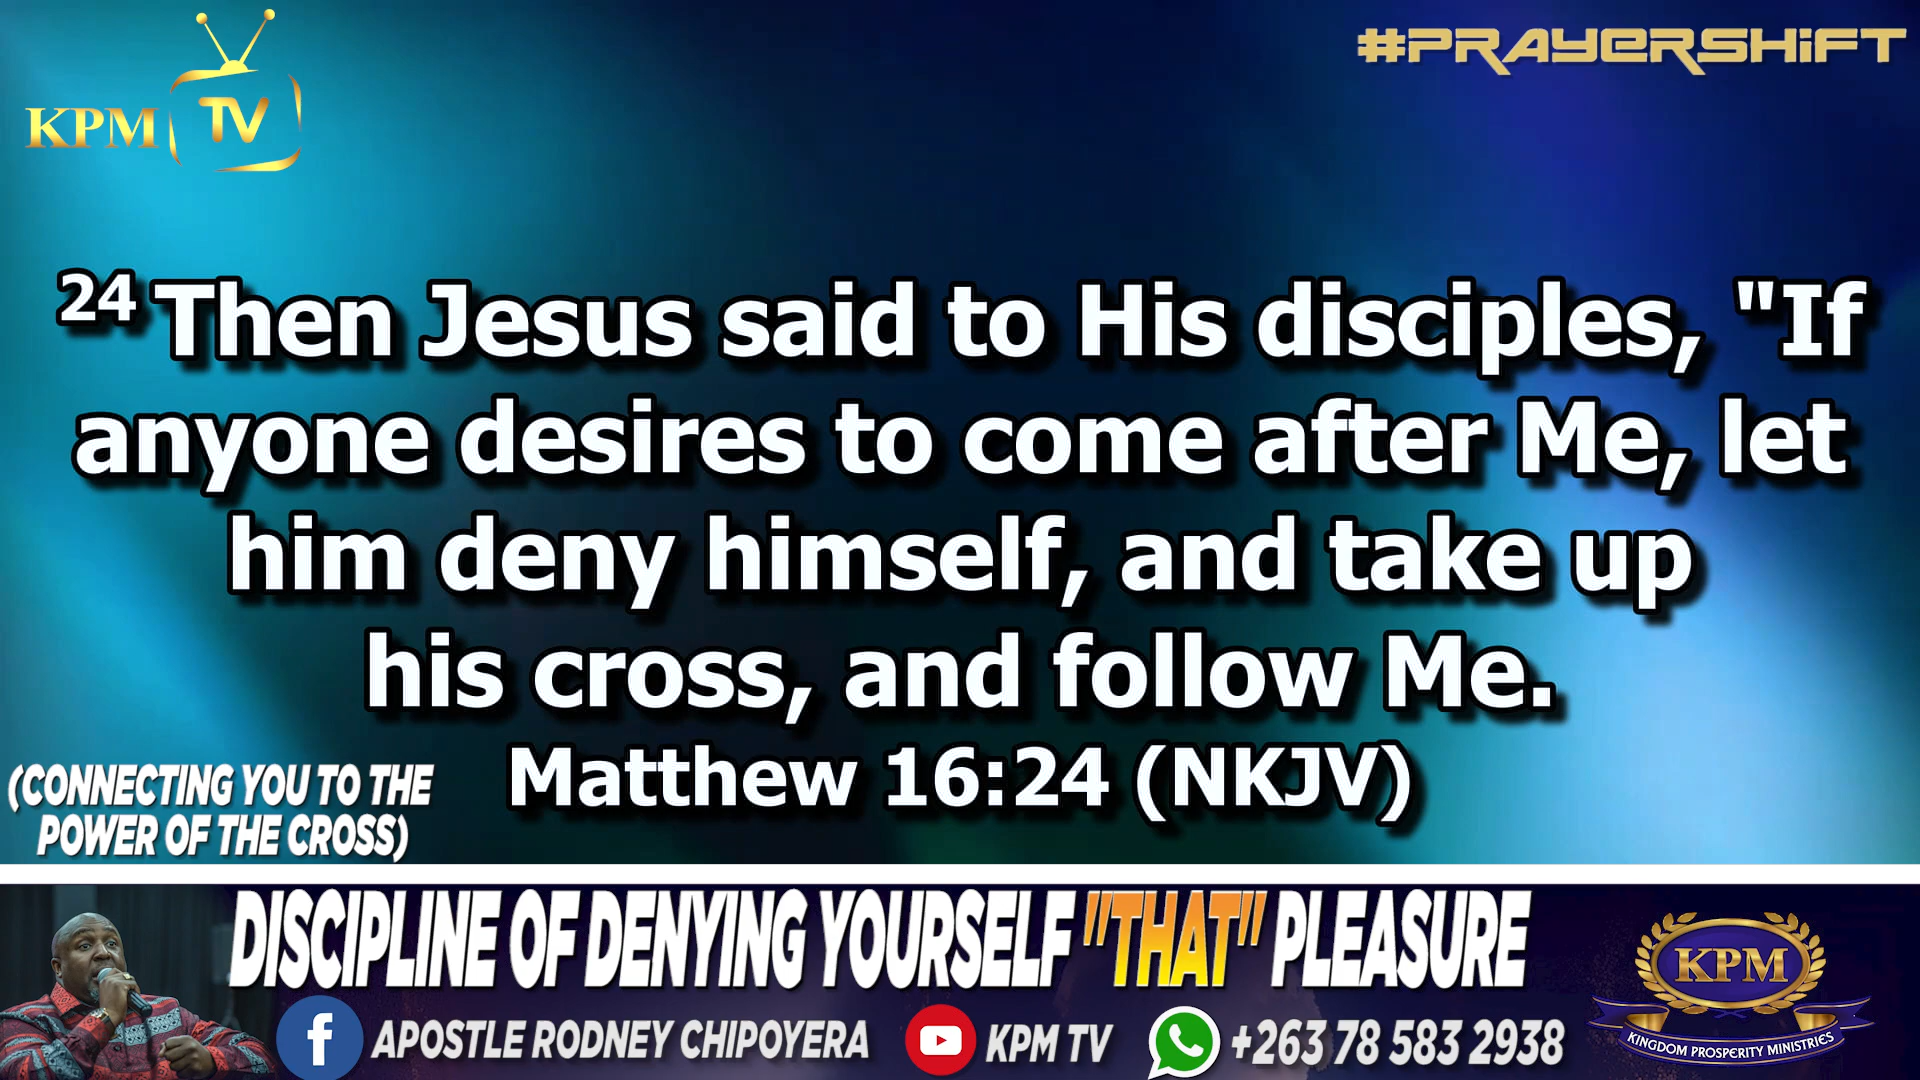 KPM TV
#PRAYERSHiFT
24 Then Jesus said to His disciples, "If
anyone desires to come after Me, let
him deny himself, and take up
his cross, and follow Me.
Matthew 16:24 (NKJV)
(CONNECTING YOU TO THE
POWER OF THE CROSS)
DISCIPLINE OF DENYING YOURSELF "THAT" PLEASURE
f APOSTLE RODNEY CHIPOYERA KPM TV +263 78 583 2938
KPM
KINGDOM PROSPERITY MINISTRIES